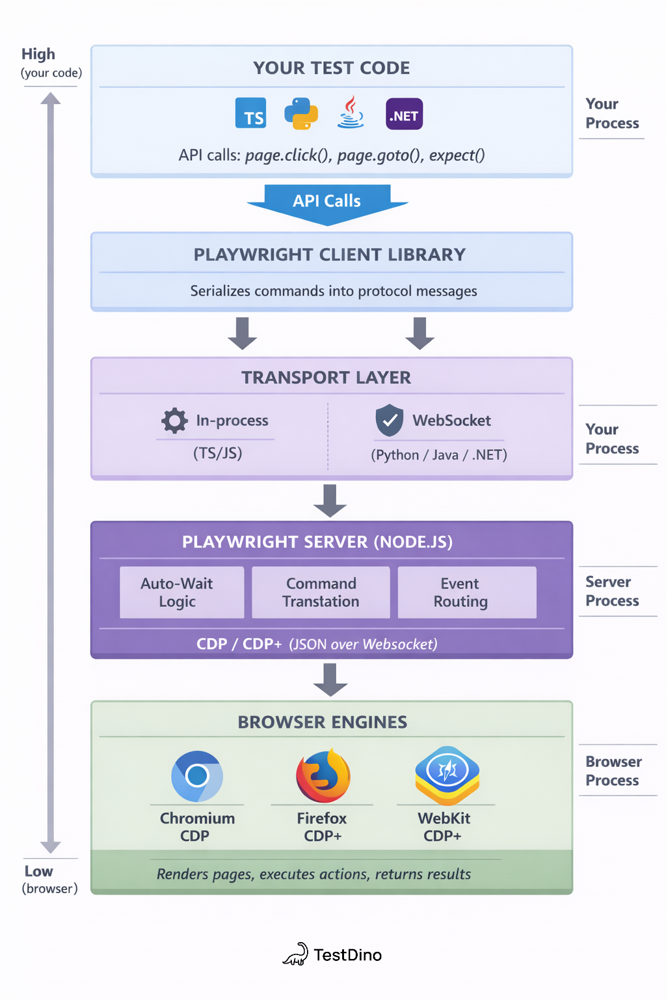 High
(your code)
YOUR TEST CODE
TS
.NET
API calls: page.click(), page.goto(), expect()
Your
Process
API Calls
PLAYWRIGHT CLIENT LIBRARY
Serializes commands into protocol messages
TRANSPORT LAYER
In-process
(TS/JS)
WebSocket
(Python / Java / .NET)
Your
Process
PLAYWRIGHT SERVER (NODE.JS)
Auto-Wait
Logic
Command
Transtation
Event
Routing
CDP / CDP+ (JSON over Websocket)
Server
Process
BROWSER ENGINES
Chromium
CDP
Firefox
CDP+
WebKit
CDP+
Browser
Process
Renders pages, executes actions, returns results
Low
(browser)
TestDino